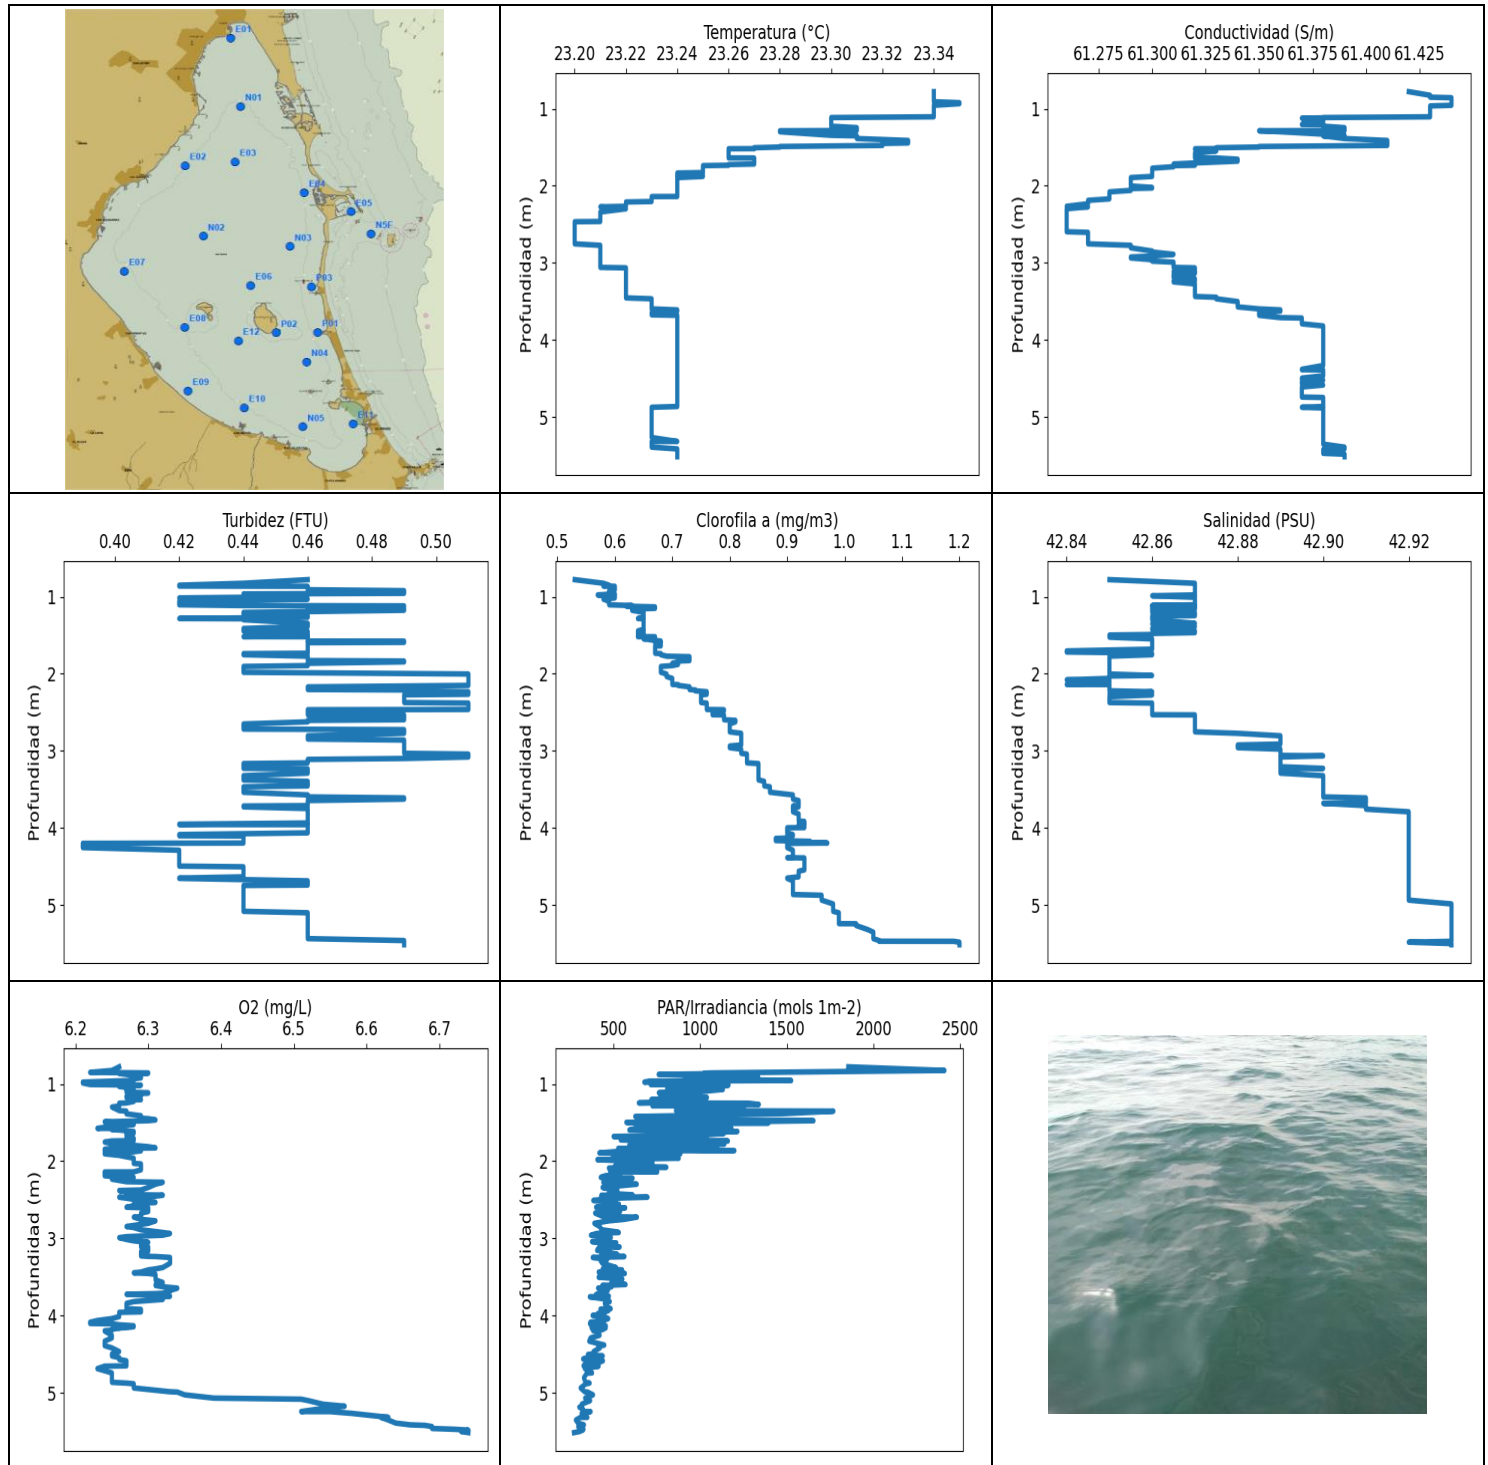 E01
N01
E02
E03
E04
E05
N5F
N02
N03
E07
E06
P03
E08
P02
P01
E12
N04
E09
E10
N05
E11
Temperatura (°C)
23.20 23.22 23.24 23.26 23.28 23.30 23.32 23.34
Profundidad (m)
1
2
3
4
5
Conductividad (S/m)
61.275 61.300 61.325 61.350 61.375 61.400 61.425
Profundidad (m)
1
2
3
4
5
Turbidez (FTU)
0.40 0.42 0.44 0.46 0.48 0.50
Profundidad (m)
1
2
3
4
5
Clorofila a (mg/m3)
0.5 0.6 0.7 0.8 0.9 1.0 1.1 1.2
Profundidad (m)
1
2
3
4
5
Salinidad (PSU)
42.84 42.86 42.88 42.90 42.92
Profundidad (m)
1
2
3
4
5
O2 (mg/L)
6.2 6.3 6.4 6.5 6.6 6.7
Profundidad (m)
1
2
3
4
5
PAR/Irradiancia (mols 1m-2)
500 1000 1500 2000 2500
Profundidad (m)
1
2
3
4
5